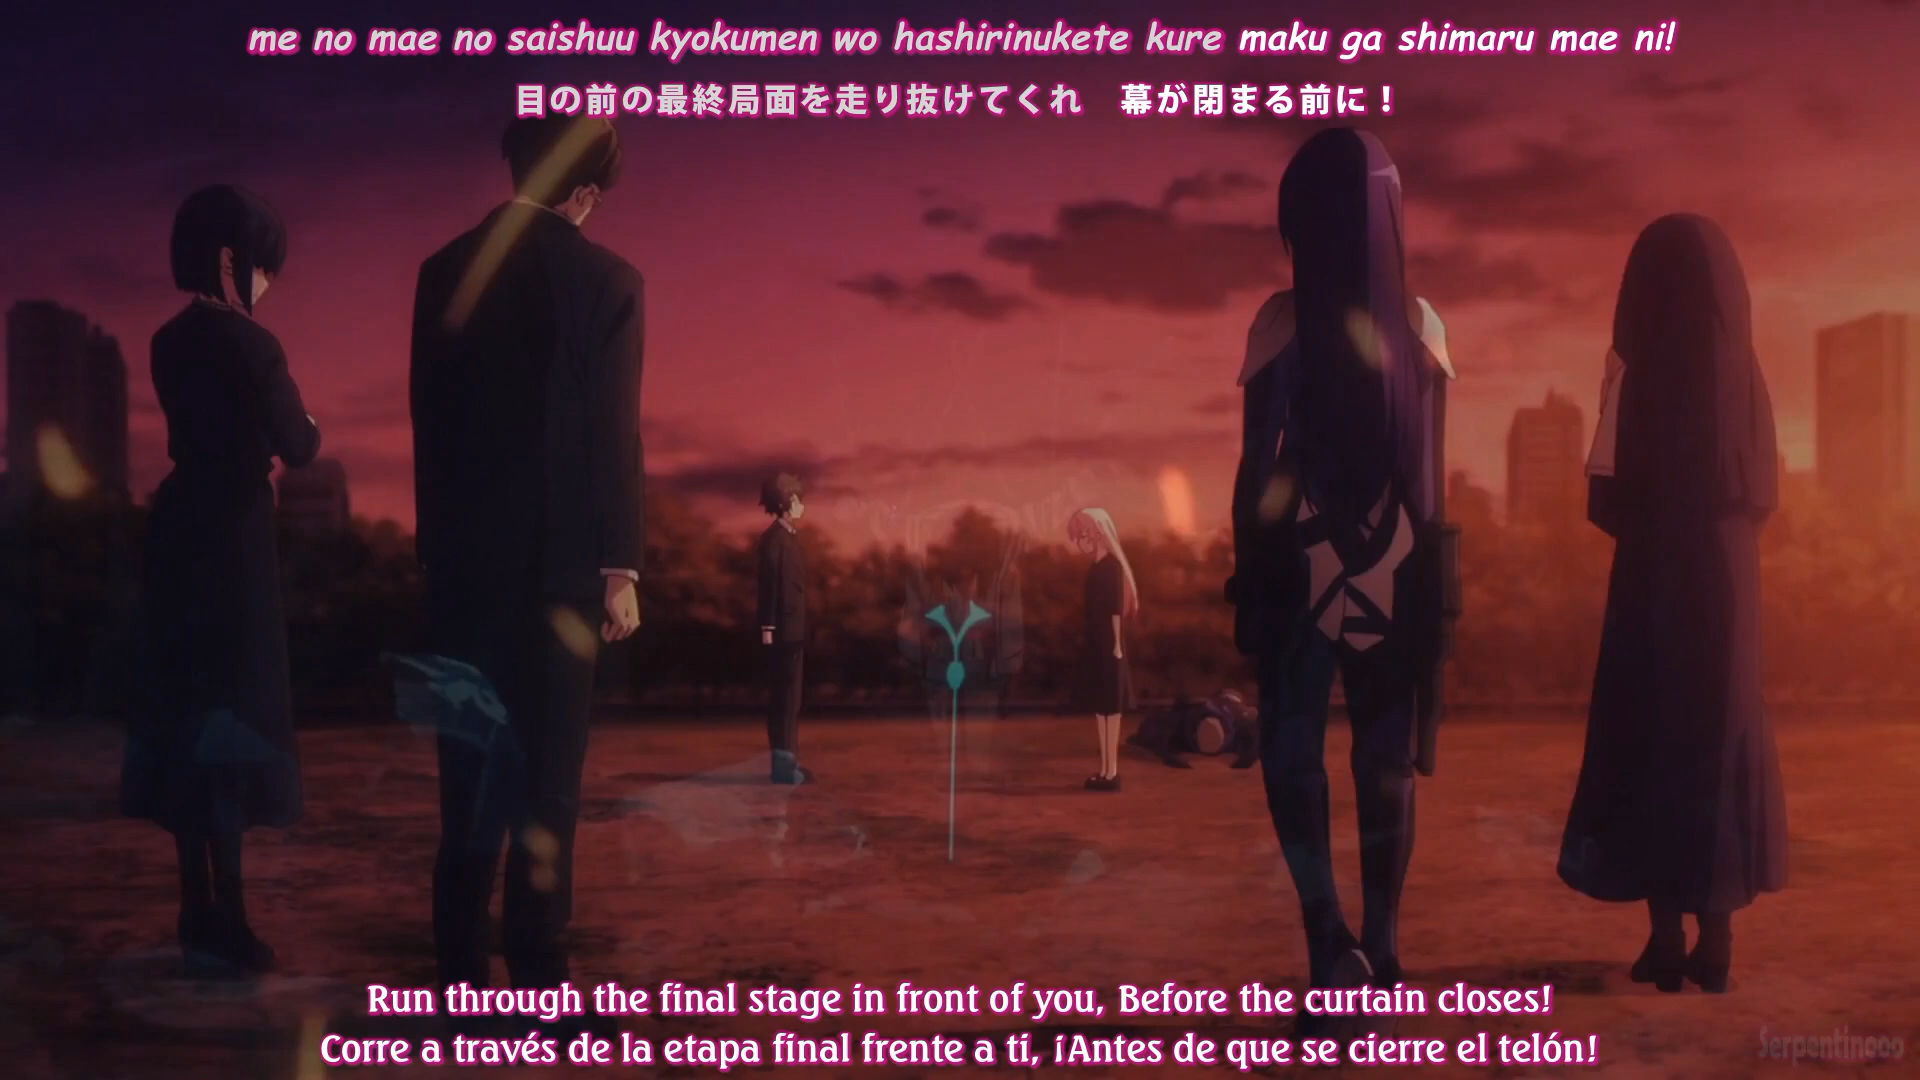 me no mae no saishuu kyokumen wo hashirinukete kure maku ga shimaru mae ni!
目の前の最終局面を走り抜けてくれ　幕が閉まる前に！
Run through the final stage in front of you, Before the curtain closes!
Corre a través de la etapa final frente a tí, ¡Antes de que se cierre el telón!
Serpentineeo